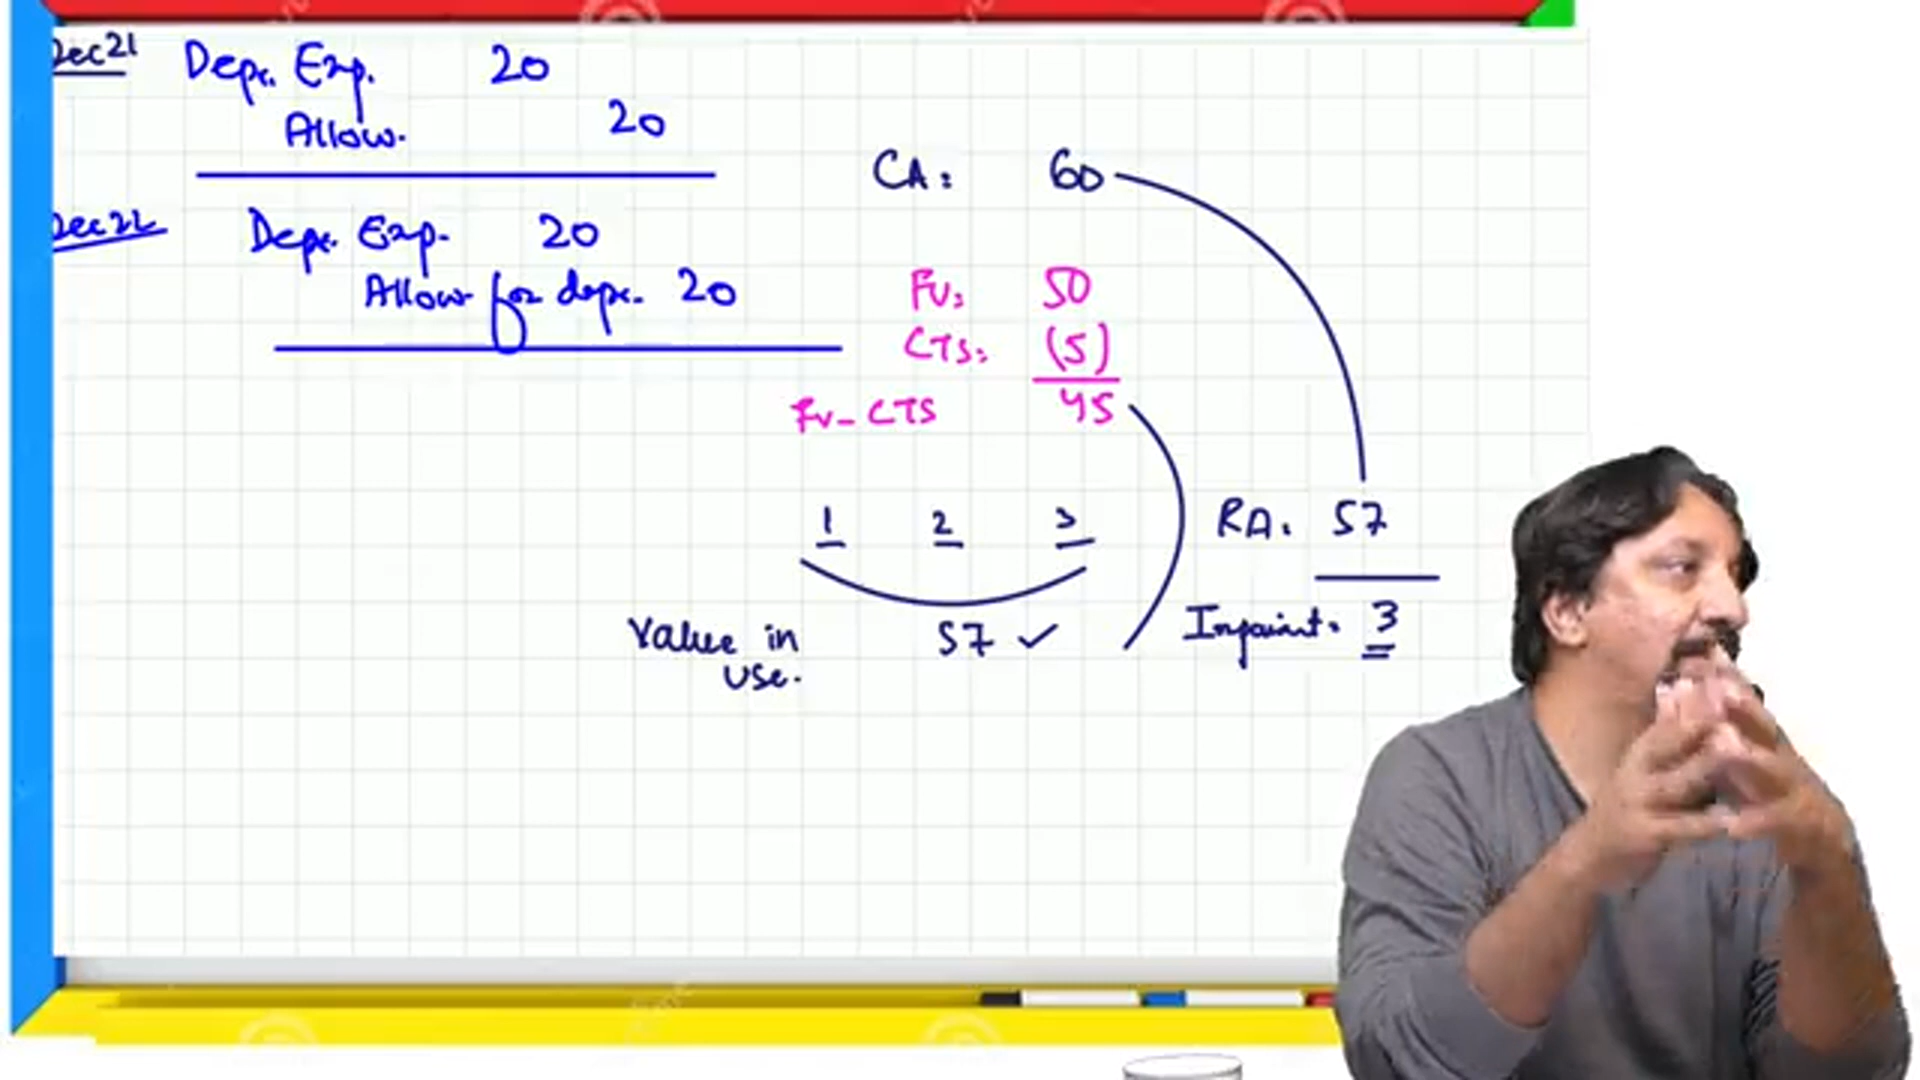 Dec21
Depr. Exp. 20
Allow. 20
Dec22
Depr. Exp. 20
Allow for depr. 20
CA: 60
FV: 50
CTS: (5)
FV-CTS 45
1 2 3
Value in use. 57 ✓
RA: 57
Impairmt. 3